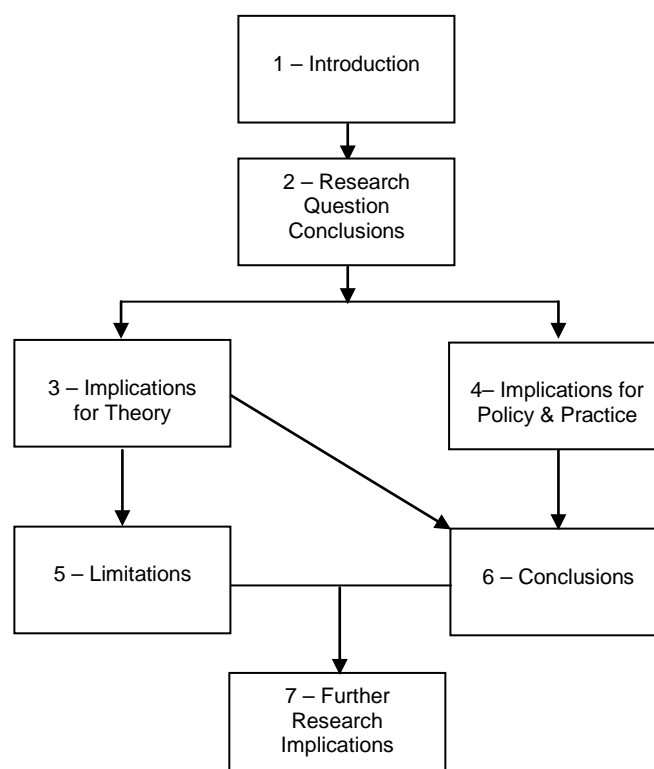 1 – Introduction
2 – Research
Question
Conclusions
3 – Implications
for Theory
4– Implications for
Policy & Practice
5 – Limitations
6 – Conclusions
7 – Further
Research
Implications